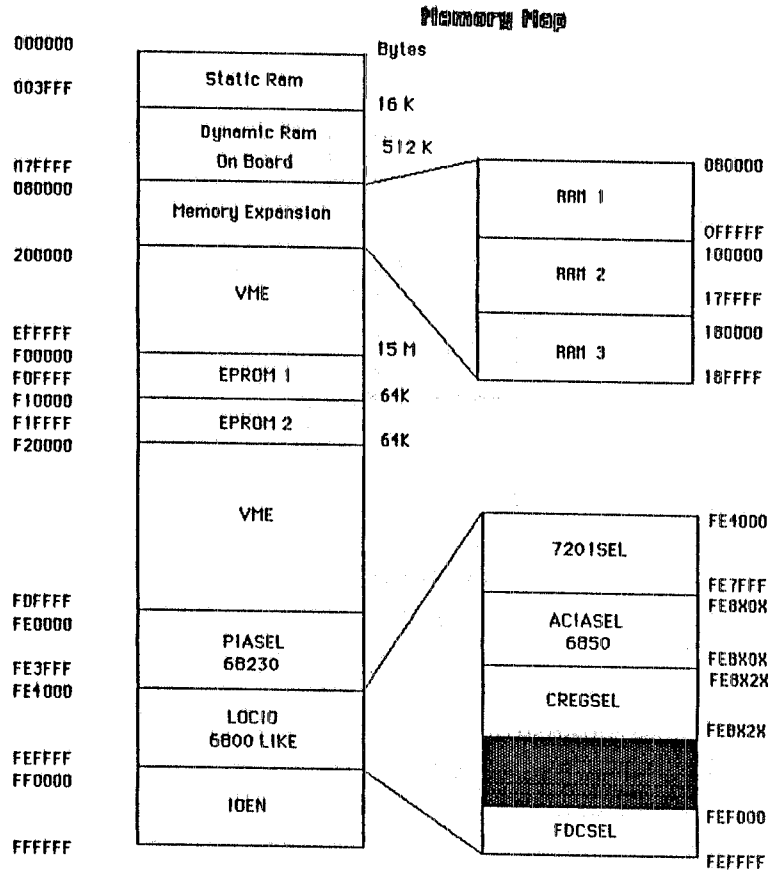 Memory Map
000000
Bytes
Static Ram
003FFF
16 K
Dynamic Ram
On Board
512 K
07FFFF
080000
Memory Expansion
200000
VME
EFFFFF
F00000
15 M
EPROM 1
F0FFFF
F10000
64K
EPROM 2
F1FFFF
F20000
64K
VME
FDFFFF
FE0000
PIASEL
68230
FE3FFF
FE4000
LOCIO
6800 LIKE
FEFFFF
FF0000
IOEN
FFFFFF
080000
RAM 1
0FFFFF
100000
RAM 2
17FFFF
180000
RAM 3
18FFFF
FE4000
7201SEL
FE7FFF
FE8X0X
ACIASEL
6850
FEBX0X
FE8X2X
CREGSEL
FEBX2X
FEF000
FDCSEL
FEFFFF